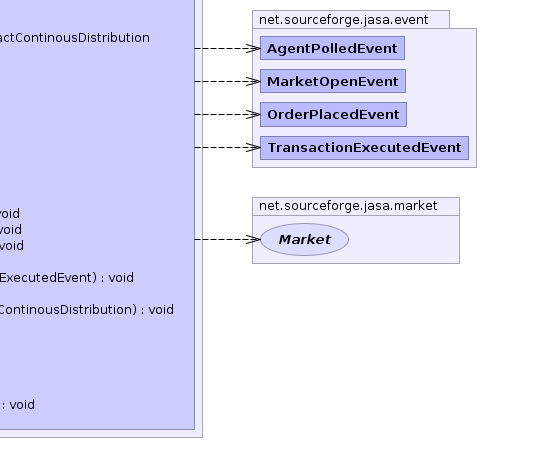 net.sourceforge.jasa.event
actContinousDistribution
AgentPolledEvent
MarketOpenEvent
OrderPlacedEvent
TransactionExecutedEvent
net.sourceforge.jasa.market
void
void
Market
void
ExecutedEvent) : void
ContinousDistribution) : void
: void